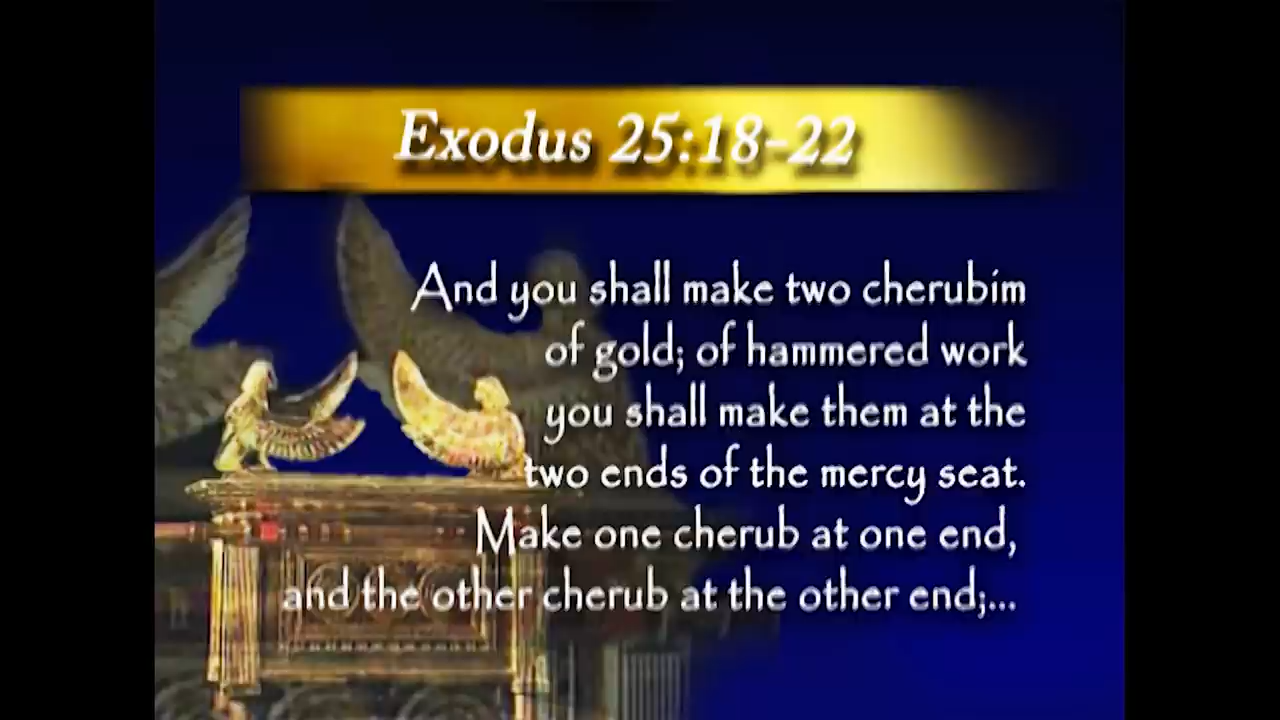 Exodus 25:18-22
And you shall make two cherubim
of gold; of hammered work
you shall make them at the
two ends of the mercy seat.
Make one cherub at one end,
and the other cherub at the other end;...